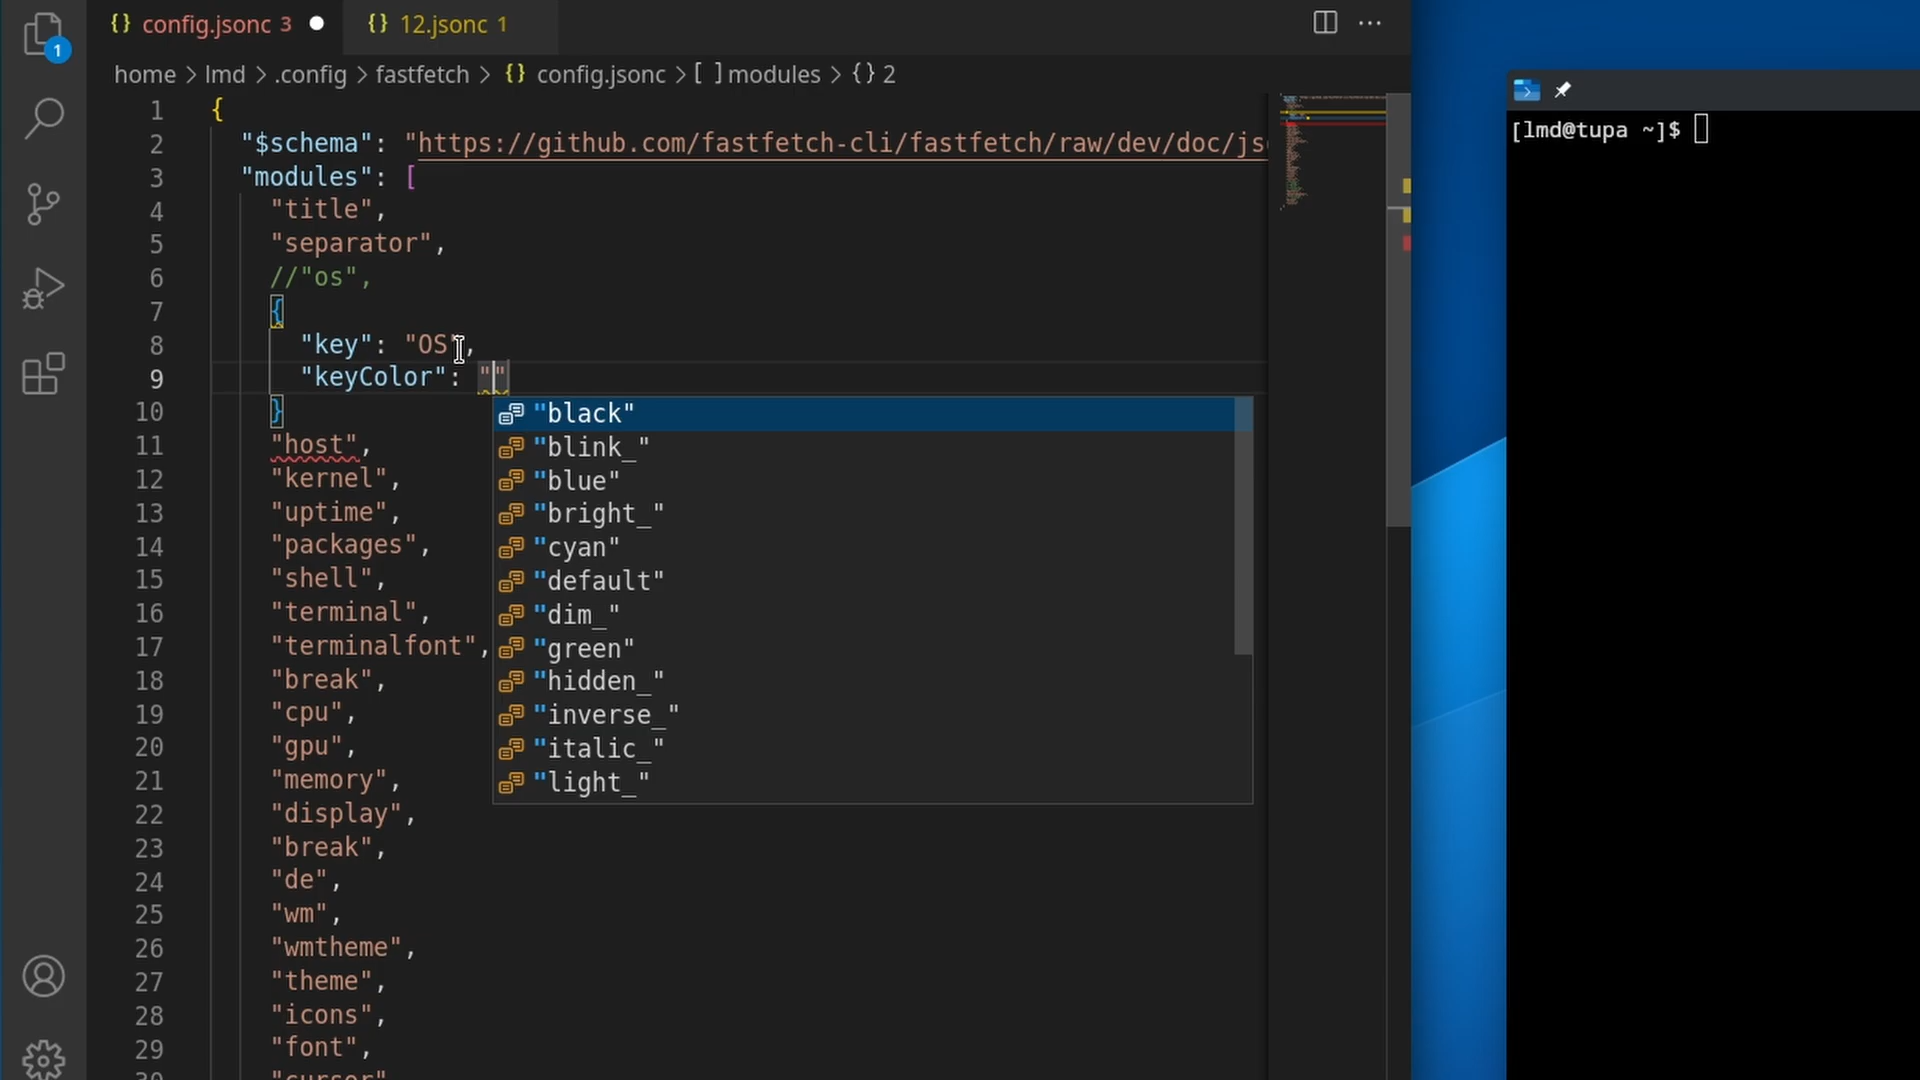 config.jsonc 3
12.jsonc 1
1
home > lmd > .config > fastfetch > {} config.jsonc > [ ] modules > {} 2
1 {
2 "$schema": "https://github.com/fastfetch-cli/fastfetch/raw/dev/doc/js
3 "modules": [
4 "title",
5 "separator",
6 //"os",
7 {
8 "key": "OS",
9 "keyColor": ""
10 }
11 "host",
12 "kernel",
13 "uptime",
14 "packages",
15 "shell",
16 "terminal",
17 "terminalfont",
18 "break",
19 "cpu",
20 "gpu",
21 "memory",
22 "display",
23 "break",
24 "de",
25 "wm",
26 "wmtheme",
27 "theme",
28 "icons",
29 "font",
30 "cursor"
"black"
"blink_"
"blue"
"bright_"
"cyan"
"default"
"dim_"
"green"
"hidden_"
"inverse_"
"italic_"
"light_"
[lmd@tupa ~]$